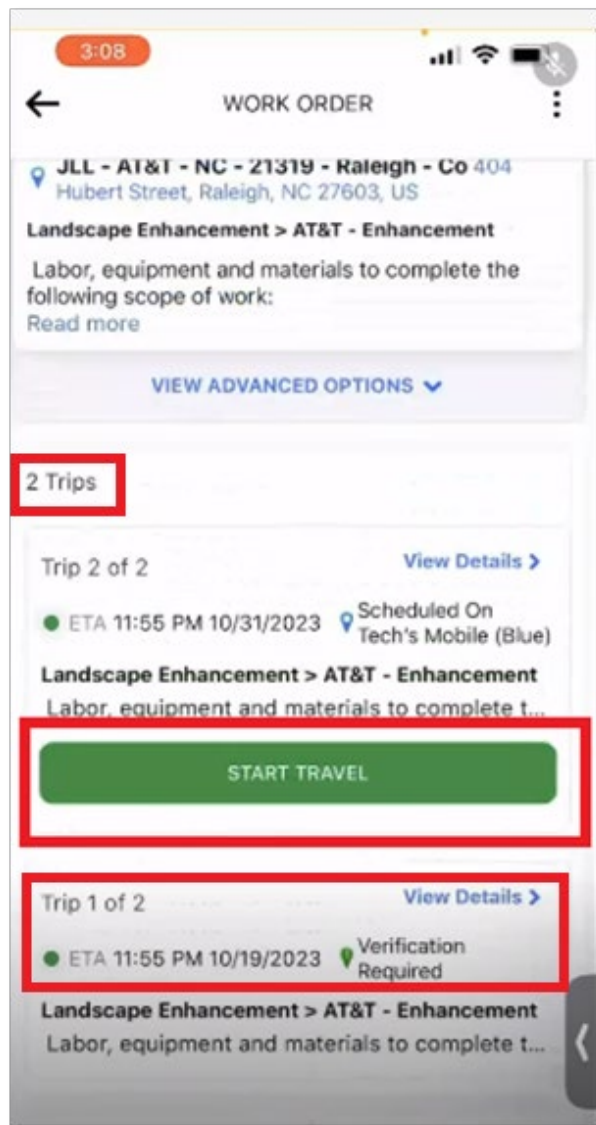 3:08
WORK ORDER
JLL - AT&T - NC - 21319 - Raleigh - Co 404
Hubert Street, Raleigh, NC 27603, US
Landscape Enhancement > AT&T - Enhancement
Labor, equipment and materials to complete the
following scope of work:
Read more
VIEW ADVANCED OPTIONS
2 Trips
Trip 2 of 2 View Details >
ETA 11:55 PM 10/31/2023 Scheduled On
Tech's Mobile (Blue)
Landscape Enhancement > AT&T - Enhancement
Labor, equipment and materials to complete t...
START TRAVEL
Trip 1 of 2 View Details >
ETA 11:55 PM 10/19/2023 Verification
Required
Landscape Enhancement > AT&T - Enhancement
Labor, equipment and materials to complete t...